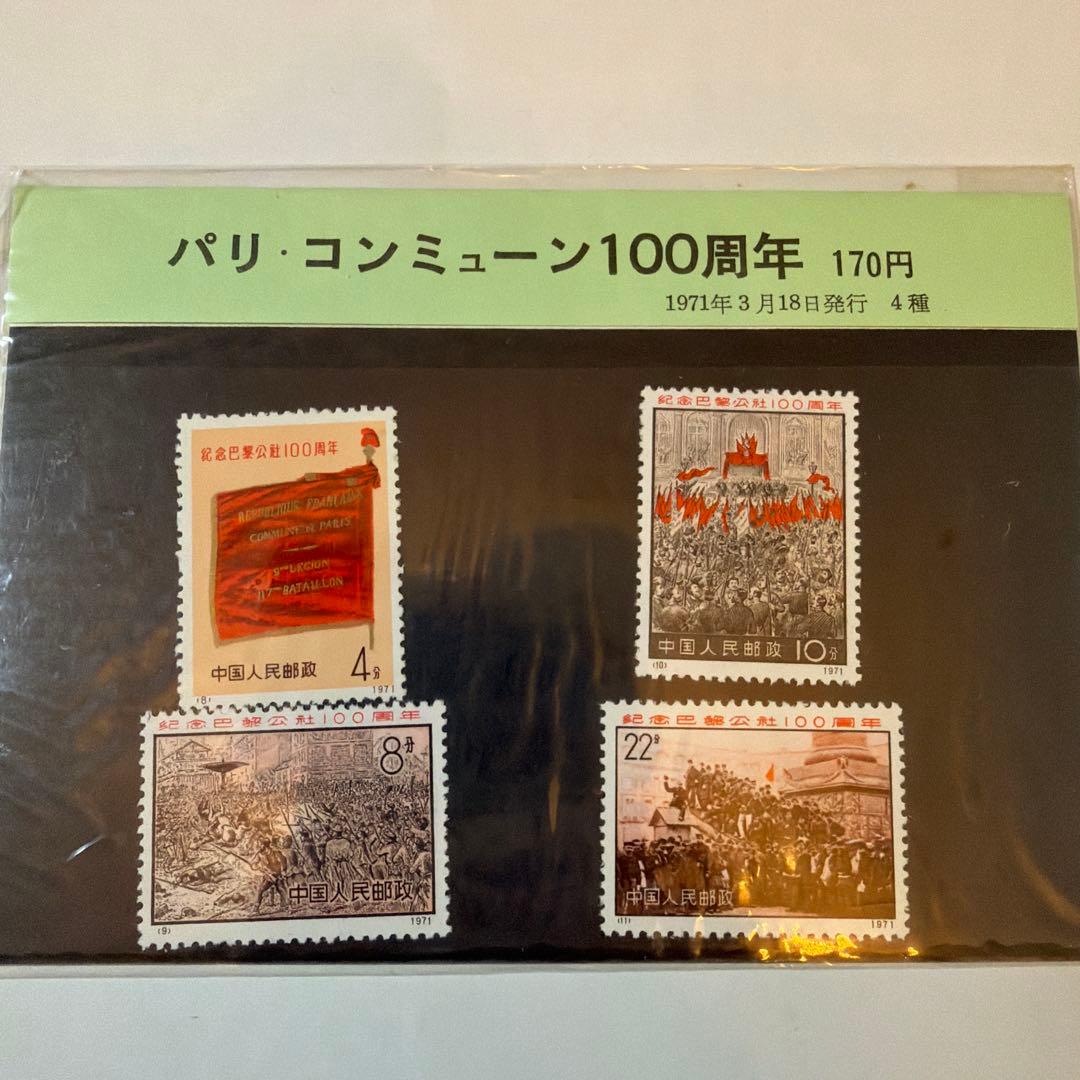 パリ・コンミューン100周年 170円
1971年3月18日発行 4種
紀念巴黎公社100周年
REPUBLIQUE FRANCAISE
COMMUNE DE PARIS
9me LEGION
117me BATAILLON
中国人民邮政 4分
(8) 1971
紀念巴黎公社100周年
中国人民邮政 10分
(10) 1971
紀念巴黎公社100周年
8分
中国人民邮政
(9) 1971
紀念巴黎公社100周年
22分
中国人民邮政
(11) 1971